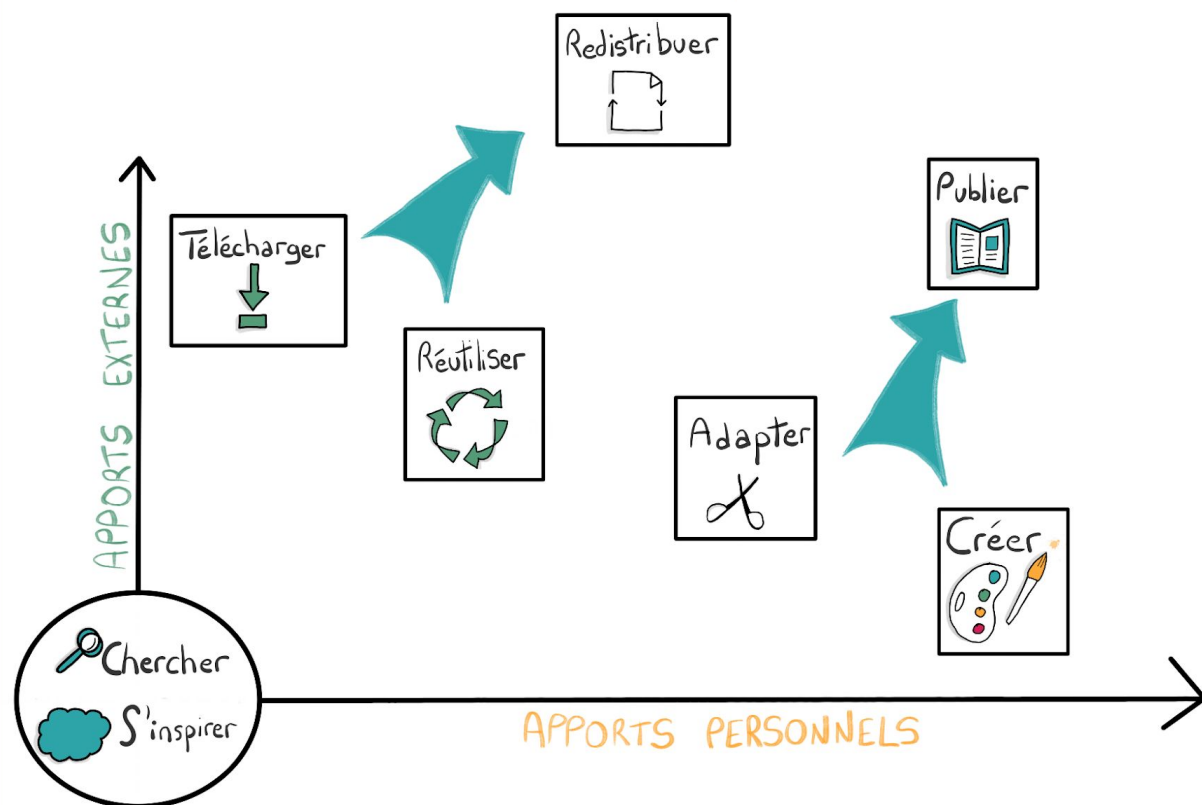 Redistribuer
Publier
Télécharger
Réutiliser
Adapter
Créer
APPORTS EXTERNES
Chercher
S'inspirer
APPORTS PERSONNELS